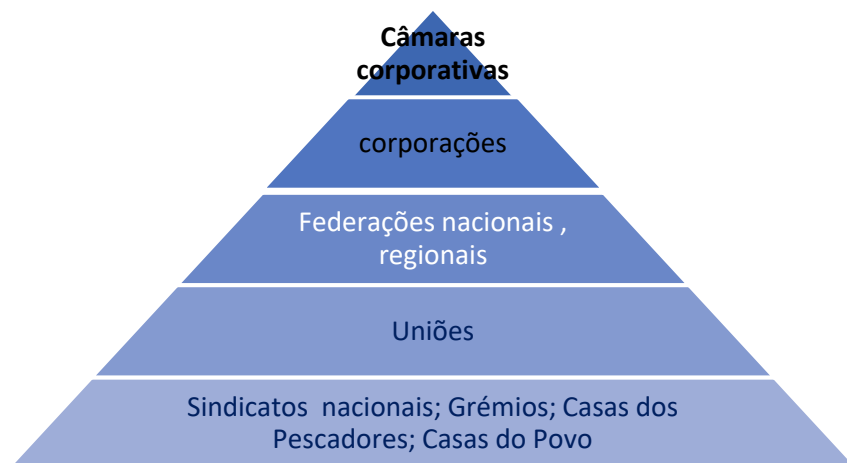 Câmaras
corporativas
corporações
Federações nacionais ,
regionais
Uniões
Sindicatos nacionais; Grémios; Casas dos
Pescadores; Casas do Povo